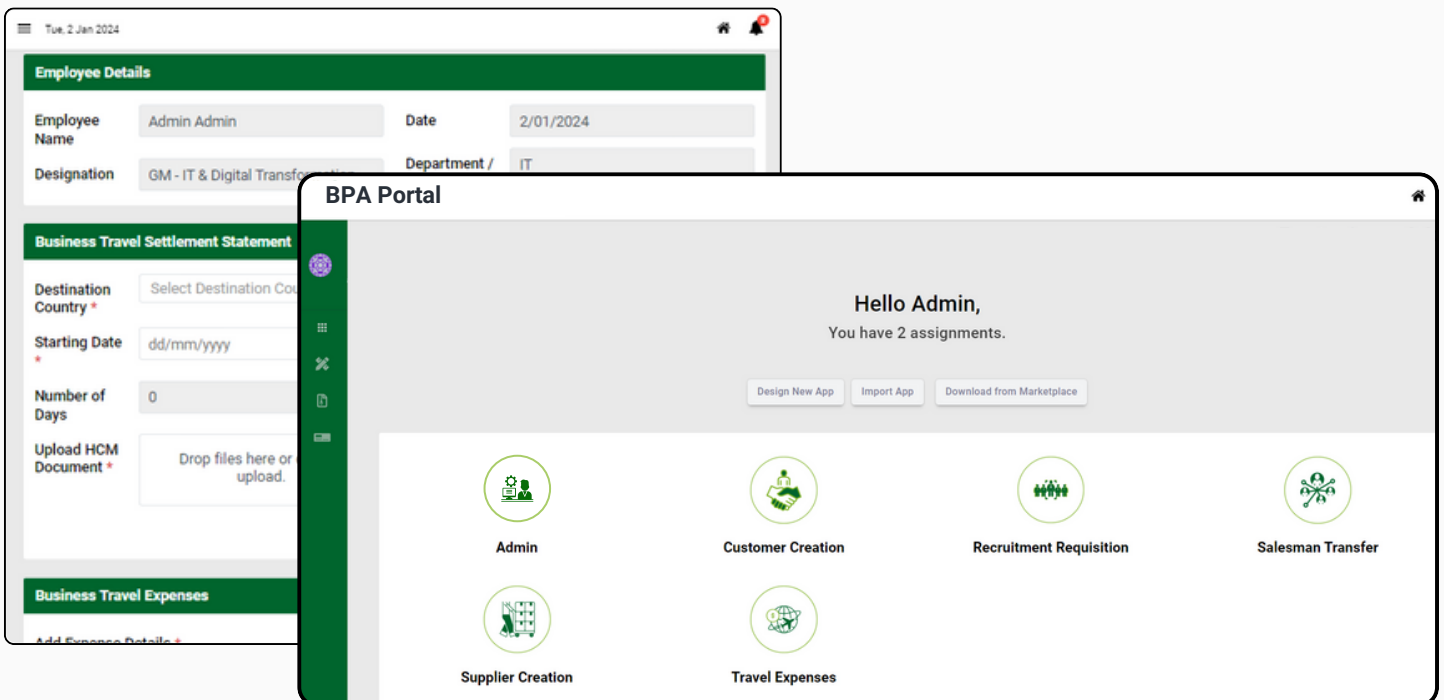 Tue, 2 Jan 2024
Employee Details
Employee
Name
Admin Admin
Date
2/01/2024
Designation
GM - IT & Digital
Department /
IT
Business Travel Settlement Statement
Destination
Country *
Select Destination
Starting Date
*
dd/mm/yyyy
Number of
Days
0
Upload HCM
Document *
Drop files here or
upload.
Business Travel Expenses
Add Expense Details *
BPA Portal
Hello Admin,
You have 2 assignments.
Design New App
Import App
Download from Marketplace
Admin
Customer Creation
Recruitment Requisition
Salesman Transfer
Supplier Creation
Travel Expenses